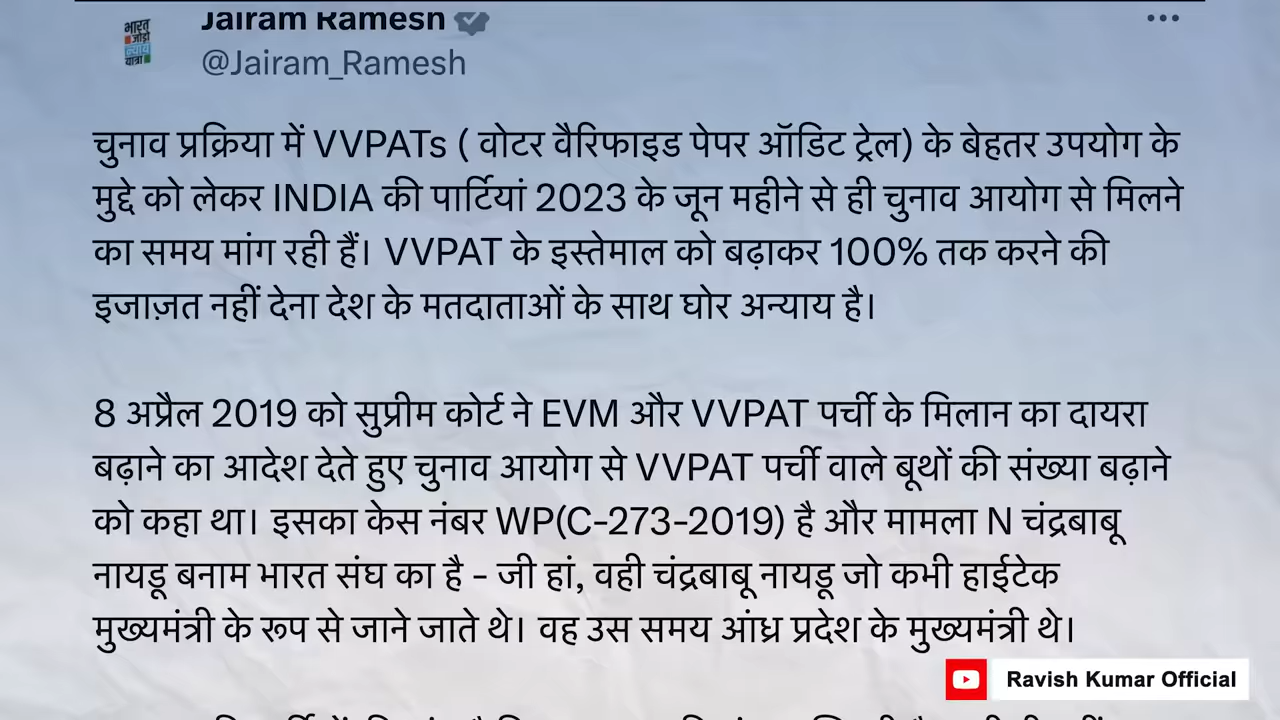 भारत
जोड़ो
न्याय
यात्रा
Jairam Ramesh
@Jairam_Ramesh
चुनाव प्रक्रिया में VVPATs ( वोटर वैरिफाइड पेपर ऑडिट ट्रेल) के बेहतर उपयोग के
मुद्दे को लेकर INDIA की पार्टियां 2023 के जून महीने से ही चुनाव आयोग से मिलने
का समय मांग रही हैं। VVPAT के इस्तेमाल को बढ़ाकर 100% तक करने की
इजाज़त नहीं देना देश के मतदाताओं के साथ घोर अन्याय है।
8 अप्रैल 2019 को सुप्रीम कोर्ट ने EVM और VVPAT पर्ची के मिलान का दायरा
बढ़ाने का आदेश देते हुए चुनाव आयोग से VVPAT पर्ची वाले बूथों की संख्या बढ़ाने
को कहा था। इसका केस नंबर WP(C-273-2019) है और मामला N चंद्रबाबू
नायडू बनाम भारत संघ का है - जी हां, वही चंद्रबाबू नायडू जो कभी हाईटेक
मुख्यमंत्री के रूप से जाने जाते थे। वह उस समय आंध्र प्रदेश के मुख्यमंत्री थे।
Ravish Kumar Official